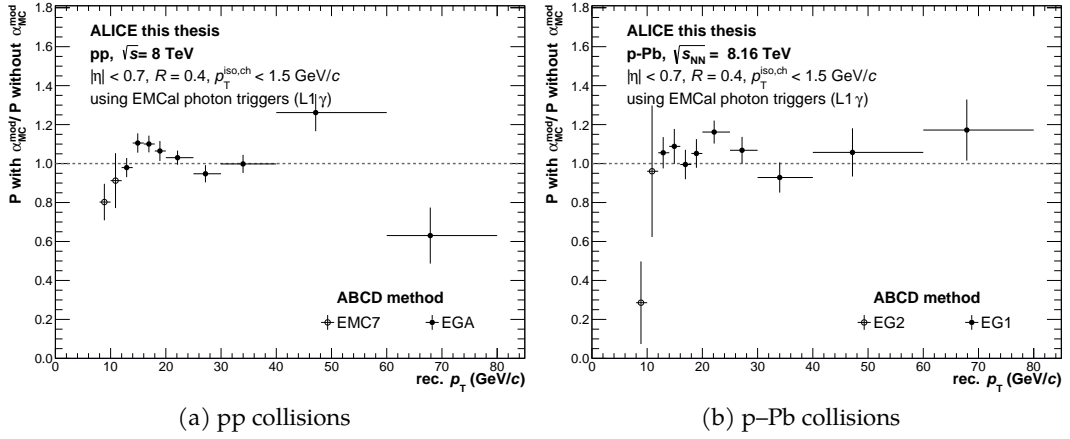 P with α_MC^mod / P without α_MC^mod
1.8
1.6
1.4
1.2
1.0
0.8
0.6
0.4
0.2
0.0
ALICE this thesis
pp, √s = 8 TeV
|η| < 0.7, R = 0.4, p_T^iso,ch < 1.5 GeV/c
using EMCal photon triggers (L1γ)
ABCD method
EMC7 EGA
0 10 20 30 40 50 60 70 80
rec. p_T (GeV/c)
(a) pp collisions
P with α_MC^mod / P without α_MC^mod
1.8
1.6
1.4
1.2
1.0
0.8
0.6
0.4
0.2
0.0
ALICE this thesis
p-Pb, √s_NN = 8.16 TeV
|η| < 0.7, R = 0.4, p_T^iso,ch < 1.5 GeV/c
using EMCal photon triggers (L1γ)
ABCD method
EG2 EG1
0 10 20 30 40 50 60 70 80
rec. p_T (GeV/c)
(b) p–Pb collisions